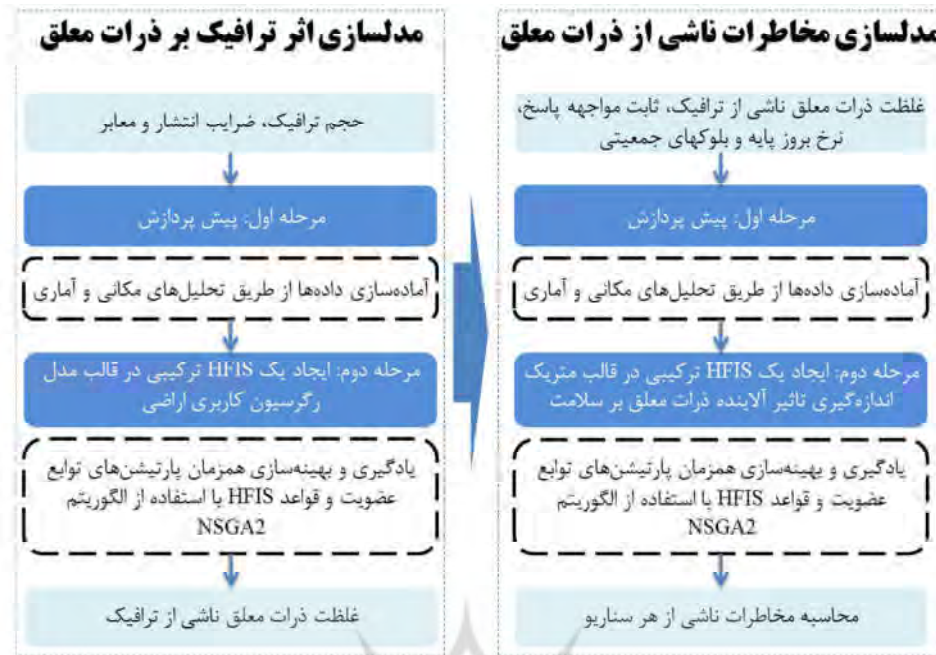 مدلسازی اثر ترافیک بر ذرات معلق
حجم ترافیک، ضرایب انتشار و معابر
مرحله اول: پیش پردازش
آماده‌سازی داده‌ها از طریق تحلیل‌های مکانی و آماری
مرحله دوم: ایجاد یک HFIS ترکیبی در قالب مدل
رگرسیون کاربری اراضی
یادگیری و بهینه‌سازی همزمان پارتیشن‌های توابع
عضویت و قواعد HFIS با استفاده از الگوریتم
NSGA2
غلظت ذرات معلق ناشی از ترافیک
مدلسازی مخاطرات ناشی از ذرات معلق
غلظت ذرات معلق ناشی از ترافیک، ثابت مواجهه پاسخ،
نرخ بروز پایه و بلوکهای جمعیتی
مرحله اول: پیش پردازش
آماده‌سازی داده‌ها از طریق تحلیل‌های مکانی و آماری
مرحله دوم: ایجاد یک HFIS ترکیبی در قالب متریک
اندازه‌گیری تاثیر آلاینده ذرات معلق بر سلامت
یادگیری و بهینه‌سازی همزمان پارتیشن‌های توابع
عضویت و قواعد HFIS با استفاده از الگوریتم
NSGA2
محاسبه مخاطرات ناشی از هر سناریو